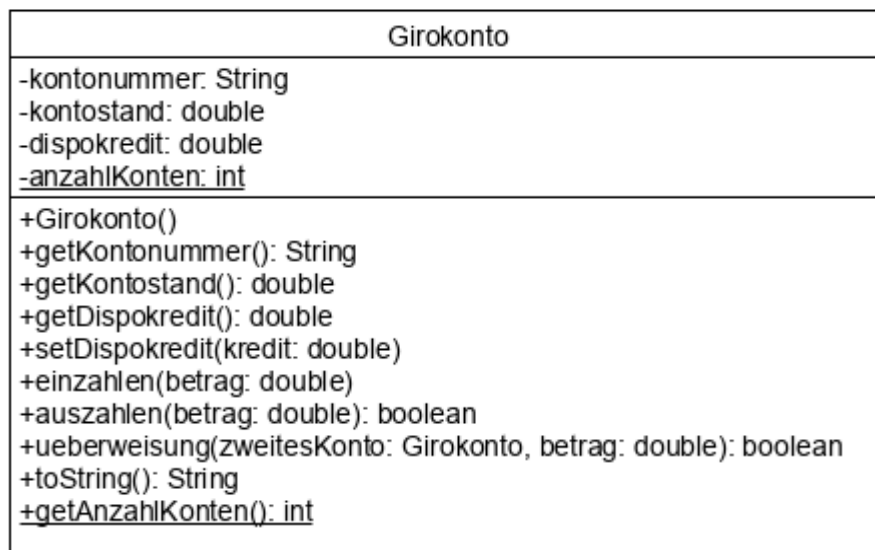 Girokonto
-kontonummer: String
-kontostand: double
-dispokredit: double
-anzahlKonten: int
+Girokonto()
+getKontonummer(): String
+getKontostand(): double
+getDispokredit(): double
+setDispokredit(kredit: double)
+einzahlen(betrag: double)
+auszahlen(betrag: double): boolean
+ueberweisung(zweitesKonto: Girokonto, betrag: double): boolean
+toString(): String
+getAnzahlKonten(): int